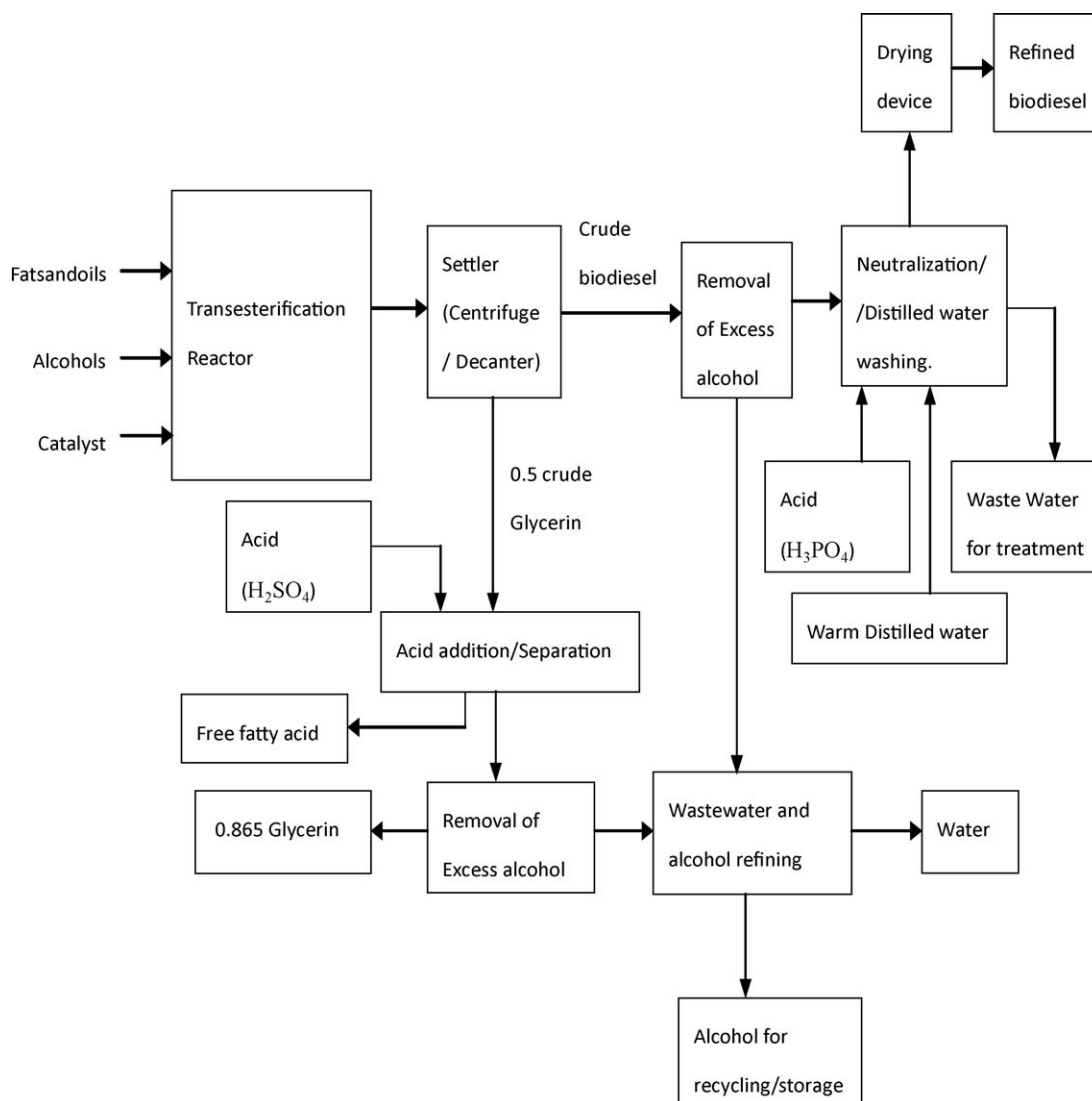 Drying
device
Refined
biodiesel
Fatsandoils
Alcohols
Catalyst
Transesterification
Reactor
Settler
(Centrifuge
/ Decanter)
Crude
biodiesel
Removal
of Excess
alcohol
Neutralization/
/Distilled water
washing.
0.5 crude
Glycerin
Acid
(H₂SO₄)
Acid
(H₃PO₄)
Waste Water
for treatment
Warm Distilled water
Acid addition/Separation
Free fatty acid
0.865 Glycerin
Removal of
Excess alcohol
Wastewater and
alcohol refining
Water
Alcohol for
recycling/storage